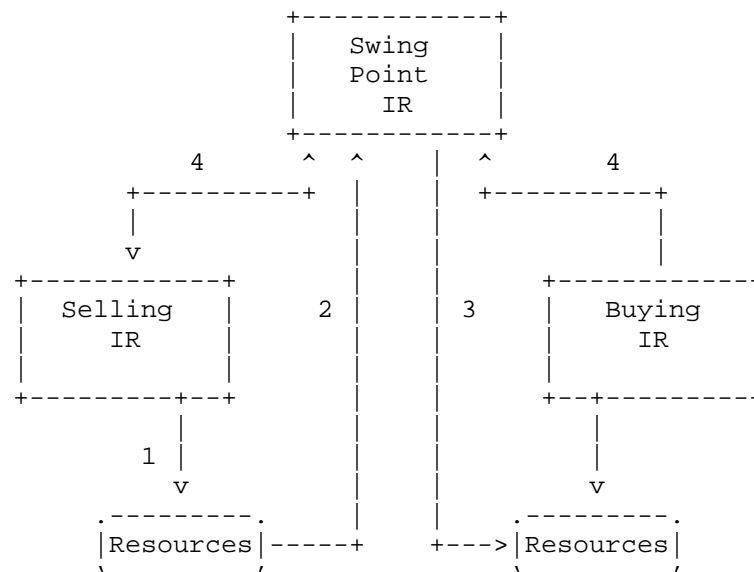 Swing
Point
IR
4 4
Selling 2 3 Buying
IR IR
1
Resources Resources